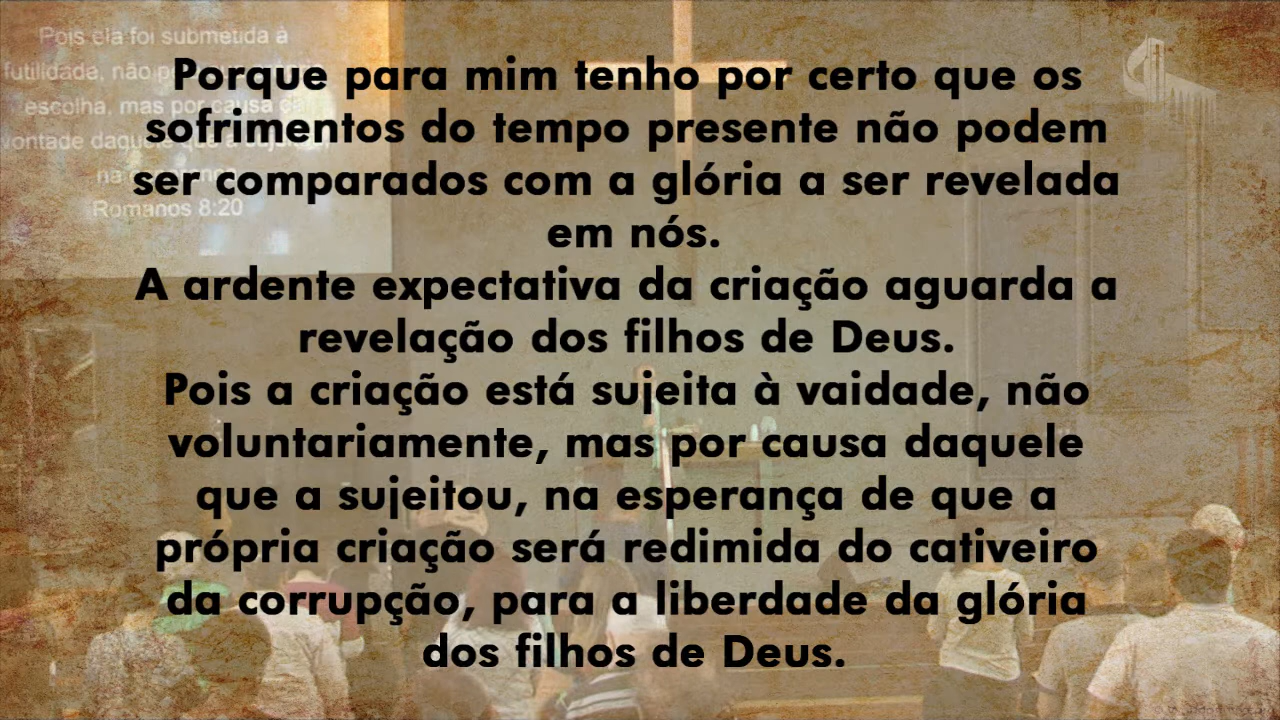 Pois ela foi submetida à
futilidade, não
escolha, mas por causa da
vontade daquele que a
na
Romanos 8:20
Porque para mim tenho por certo que os
sofrimentos do tempo presente não podem
ser comparados com a glória a ser revelada
em nós.
A ardente expectativa da criação aguarda a
revelação dos filhos de Deus.
Pois a criação está sujeita à vaidade, não
voluntariamente, mas por causa daquele
que a sujeitou, na esperança de que a
própria criação será redimida do cativeiro
da corrupção, para a liberdade da glória
dos filhos de Deus.